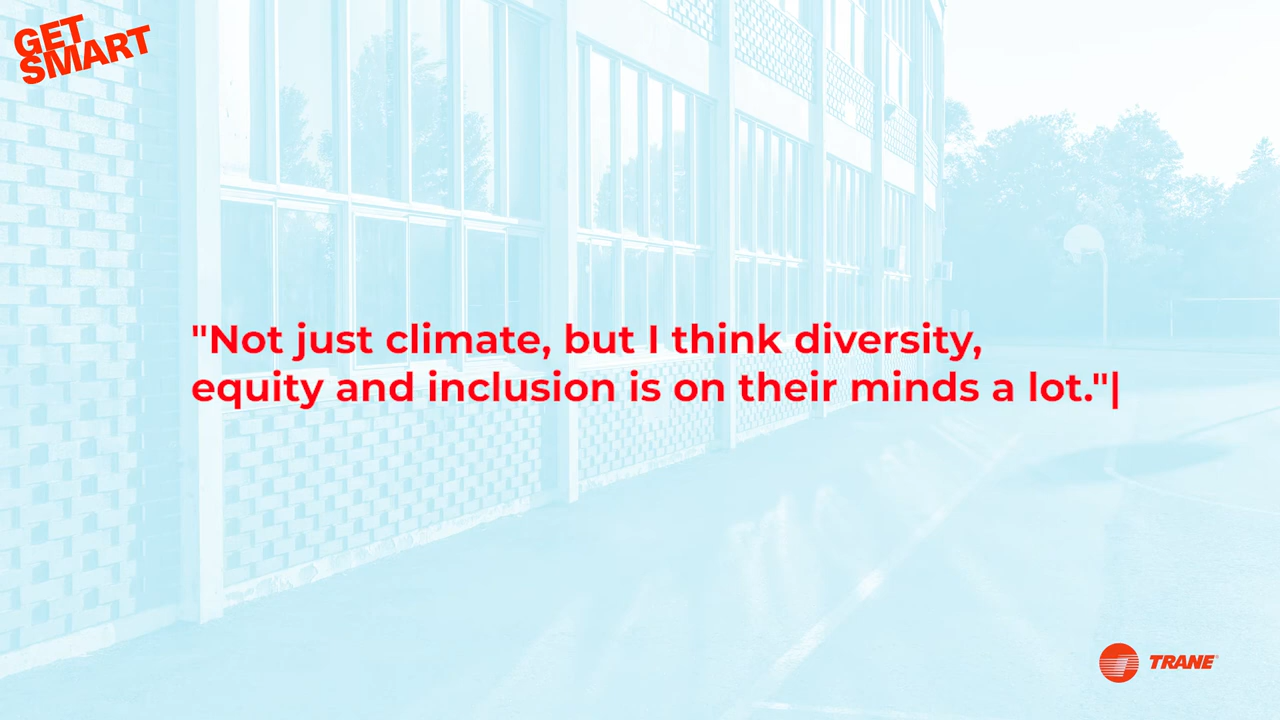 GET
SMART
"Not just climate, but I think diversity,
equity and inclusion is on their minds a lot."|
TRANE